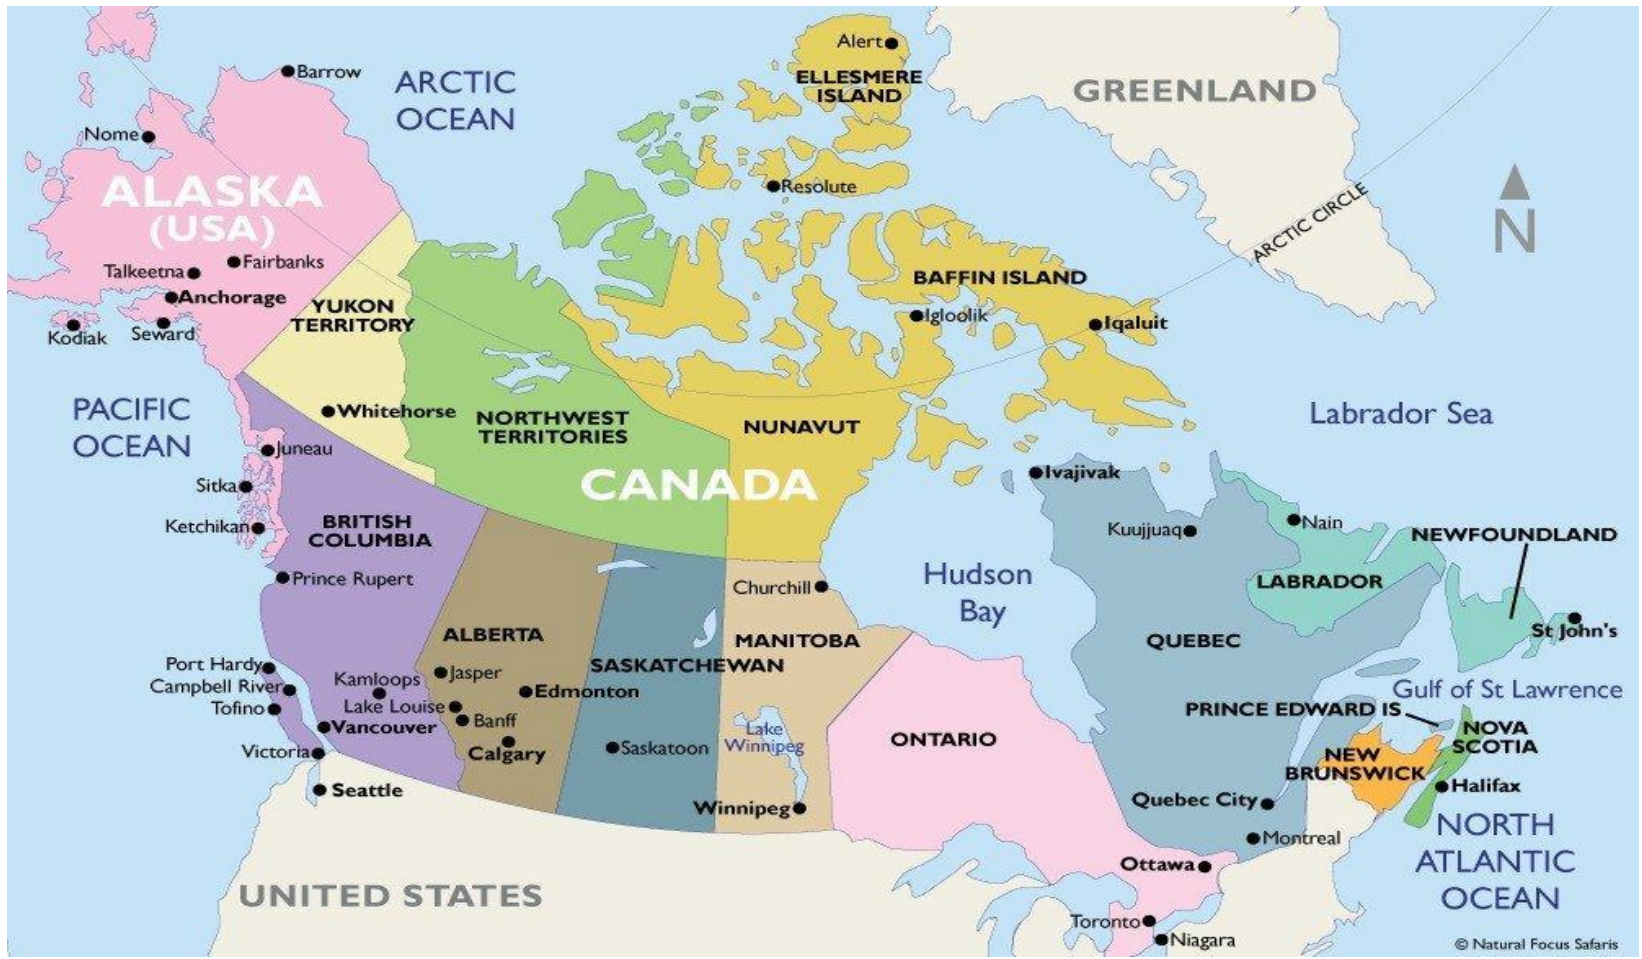 Alert
ELLESMERE
ISLAND
Barrow
ARCTIC
OCEAN
GREENLAND
Nome
Resolute
ALASKA
(USA)
ARCTIC CIRCLE
N
Fairbanks
Talkeetna
Anchorage
Kodiak
Seward
YUKON
TERRITORY
BAFFIN ISLAND
Igloolik
Iqaluit
PACIFIC
OCEAN
Whitehorse
NORTHWEST
TERRITORIES
NUNAVUT
Labrador Sea
Juneau
Sitka
Ketchikan
CANADA
Ivajivak
BRITISH
COLUMBIA
Kuujjuaq
Nain
NEWFOUNDLAND
Prince Rupert
Churchill
Hudson
Bay
LABRADOR
ALBERTA
MANITOBA
QUEBEC
St John's
SASKATCHEWAN
Port Hardy
Campbell River
Tofino
Kamloops
Jasper
Edmonton
Lake Louise
Banff
Vancouver
Calgary
Victoria
Saskatoon
Lake
Winnipeg
ONTARIO
Gulf of St Lawrence
PRINCE EDWARD IS
NOVA
SCOTIA
NEW
BRUNSWICK
Seattle
Winnipeg
Quebec City
Halifax
Montreal
NORTH
ATLANTIC
OCEAN
Ottawa
UNITED STATES
Toronto
Niagara
© Natural Focus Safaris